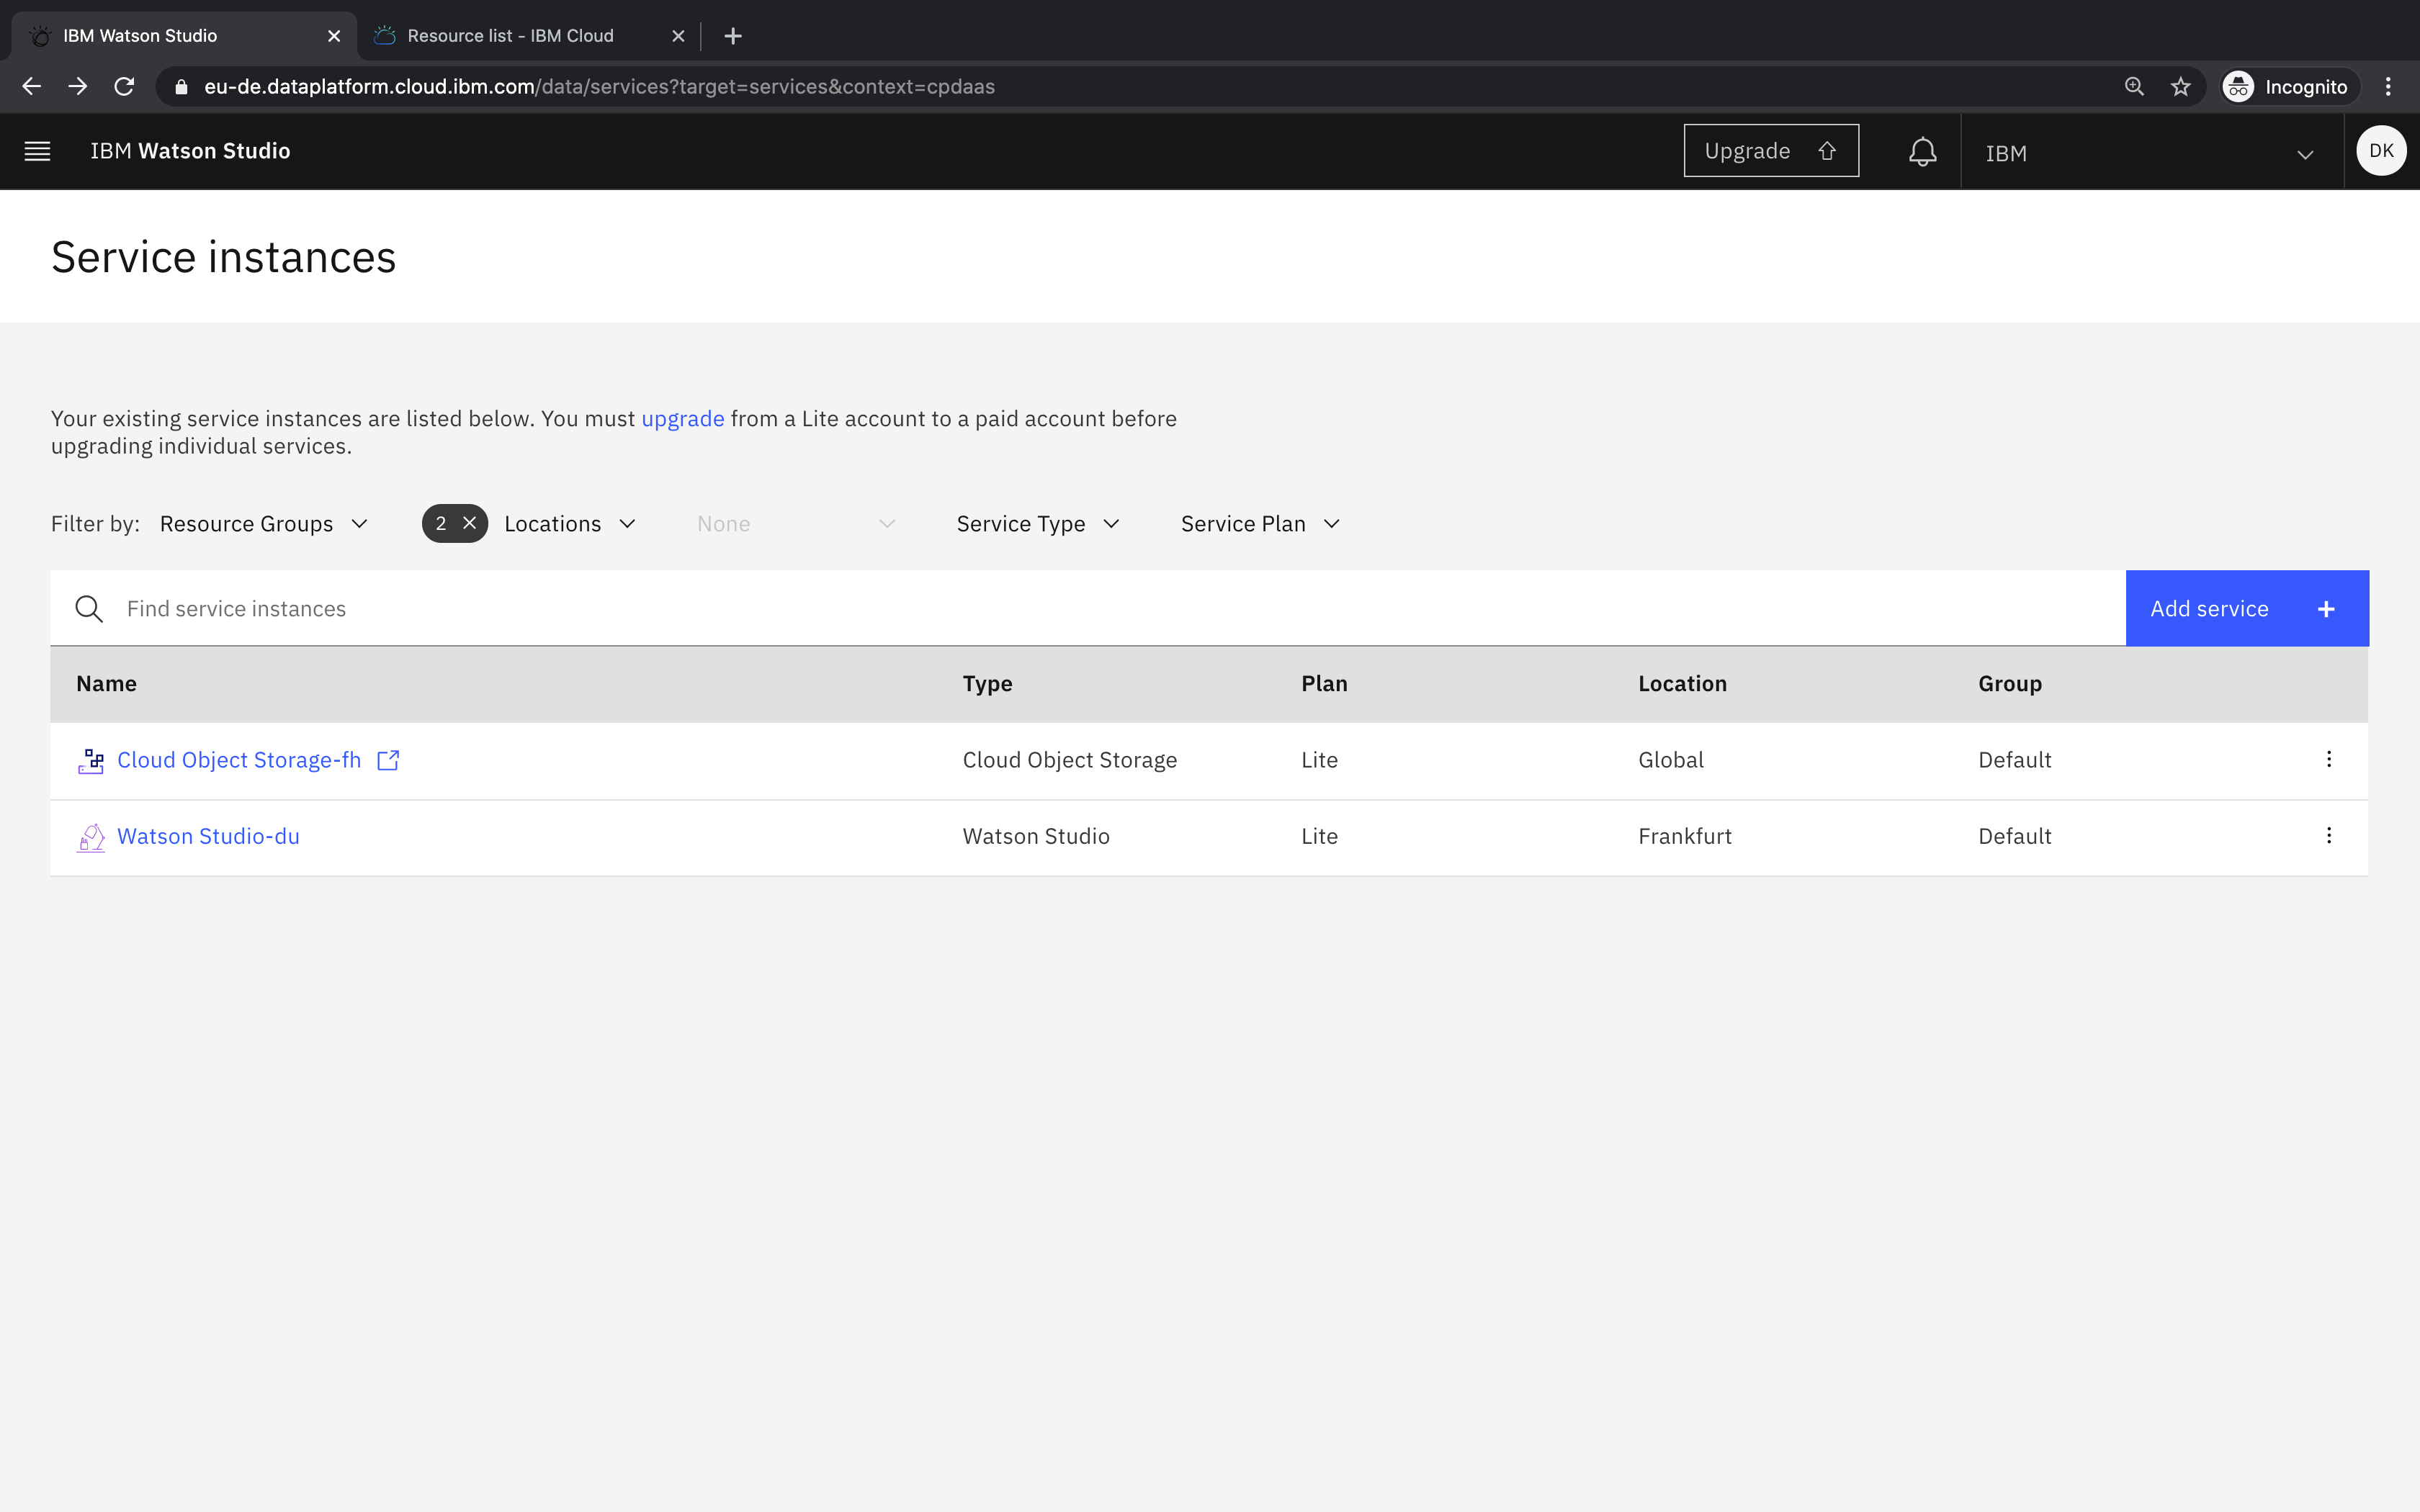 IBM Watson Studio
Resource list - IBM Cloud
eu-de.dataplatform.cloud.ibm.com/data/services?target=services&context=cpdaas
Incognito
IBM Watson Studio
Upgrade
IBM
DK
Service instances
Your existing service instances are listed below. You must upgrade from a Lite account to a paid account before
upgrading individual services.
Filter by: Resource Groups 2 Locations None Service Type Service Plan
Find service instances
Add service
Name Type Plan Location Group
Cloud Object Storage-fh Cloud Object Storage Lite Global Default
Watson Studio-du Watson Studio Lite Frankfurt Default